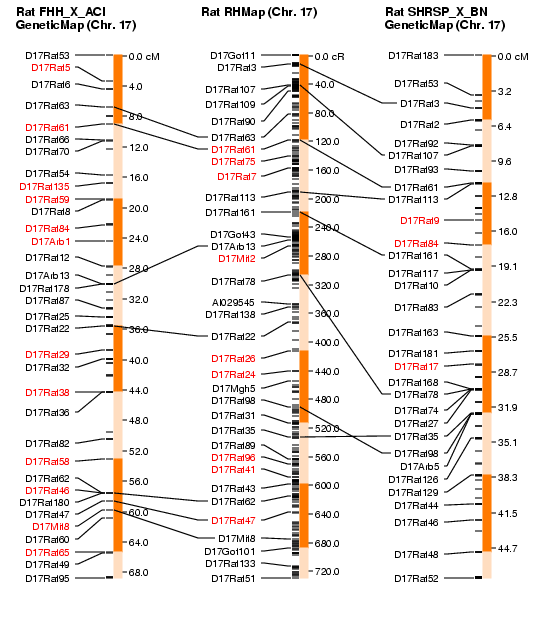 Rat FHH_X_ACI
GeneticMap (Chr. 17)
D17Rat53
D17Rat5
D17Rat6
D17Rat63
D17Rat61
D17Rat66
D17Rat70
D17Rat54
D17Rat135
D17Rat59
D17Rat8
D17Rat84
D17Arb1
D17Rat12
D17Arb13
D17Rat178
D17Rat87
D17Rat25
D17Rat22
D17Rat29
D17Rat32
D17Rat38
D17Rat36
D17Rat82
D17Rat58
D17Rat62
D17Rat46
D17Rat180
D17Rat47
D17Mit8
D17Rat60
D17Rat65
D17Rat49
D17Rat95
0.0 cM
4.0
8.0
12.0
16.0
20.0
24.0
28.0
32.0
36.0
40.0
44.0
48.0
52.0
56.0
60.0
64.0
68.0
Rat RHMap (Chr. 17)
D17Got11
D17Rat3
D17Rat107
D17Rat109
D17Rat90
D17Rat63
D17Rat61
D17Rat75
D17Rat7
D17Rat113
D17Rat161
D17Got43
D17Arb13
D17Mit2
D17Rat78
AI029545
D17Rat138
D17Rat22
D17Rat26
D17Rat24
D17Mgh5
D17Rat98
D17Rat31
D17Rat35
D17Rat89
D17Rat96
D17Rat41
D17Rat43
D17Rat62
D17Rat47
D17Mit8
D17Got101
D17Rat133
D17Rat51
0.0 cR
40.0
80.0
120.0
160.0
200.0
240.0
280.0
320.0
360.0
400.0
440.0
480.0
520.0
560.0
600.0
640.0
680.0
720.0
Rat SHRSP_X_BN
GeneticMap (Chr. 17)
D17Rat183
D17Rat53
D17Rat3
D17Rat2
D17Rat92
D17Rat107
D17Rat93
D17Rat61
D17Rat113
D17Rat9
D17Rat84
D17Rat161
D17Rat117
D17Rat10
D17Rat83
D17Rat163
D17Rat181
D17Rat17
D17Rat168
D17Rat78
D17Rat74
D17Rat27
D17Rat35
D17Rat98
D17Arb5
D17Rat126
D17Rat129
D17Rat44
D17Rat46
D17Rat48
D17Rat52
0.0 cM
3.2
6.4
9.6
12.8
16.0
19.1
22.3
25.5
28.7
31.9
35.1
38.3
41.5
44.7